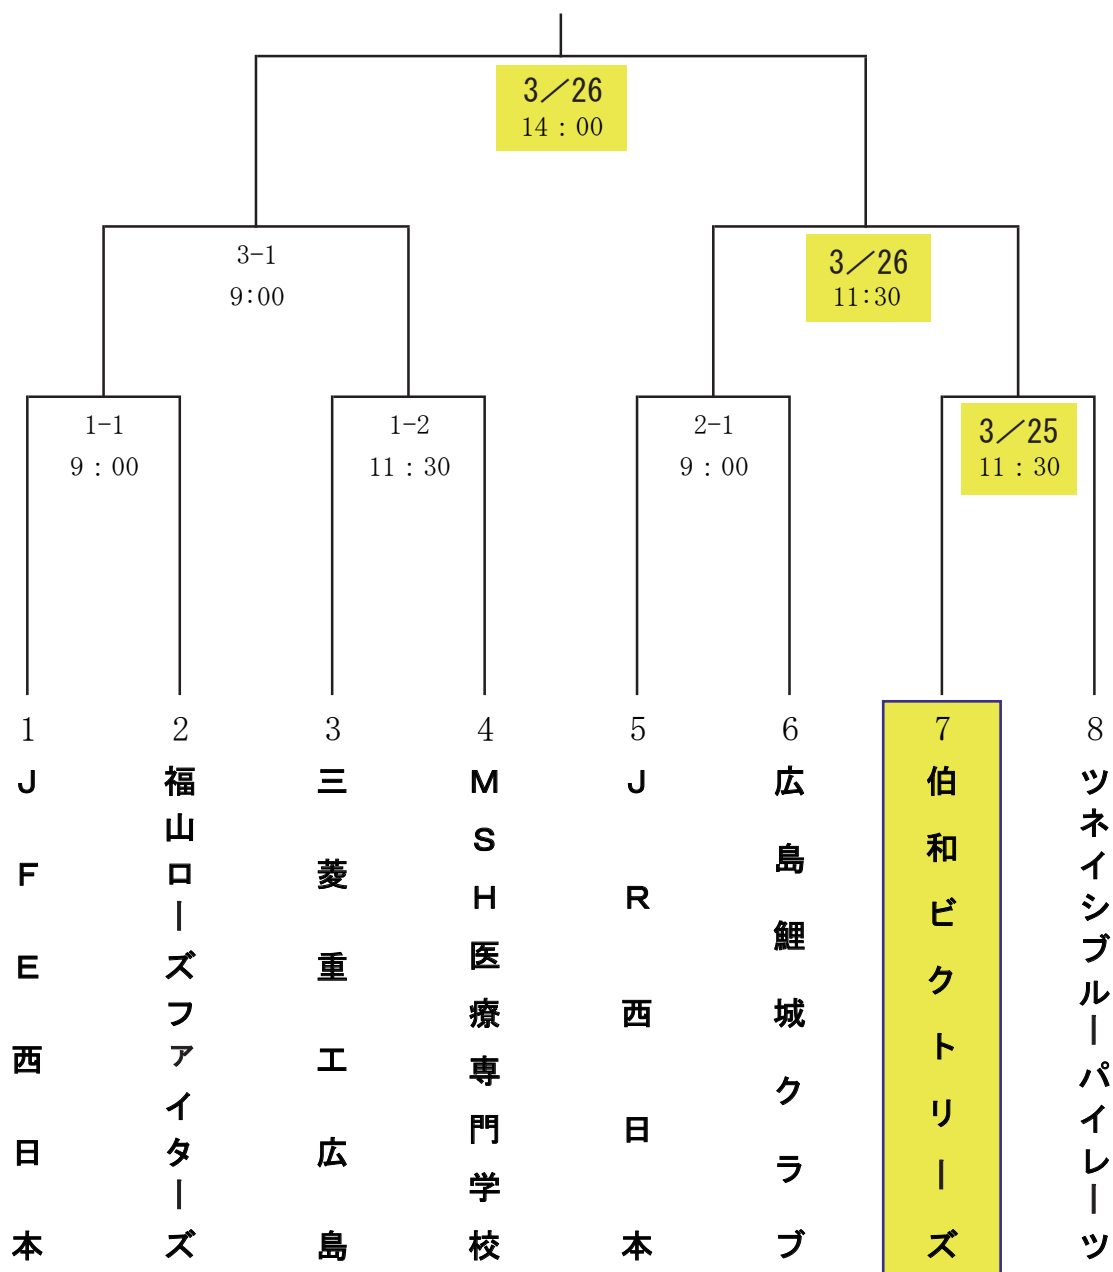 3／26
14：00
3-1
9:00
3／26
11:30
1-1
9：00
1-2
11：30
2-1
9：00
3／25
11：30
1
2
3
4
5
6
7
8
JFE西日本
福山ローズファイターズ
三菱重工広島
MSH医療専門学校
JR西日本
広島鯉城クラブ
伯和ビクトリーズ
ツネイシブルーパイレーツ